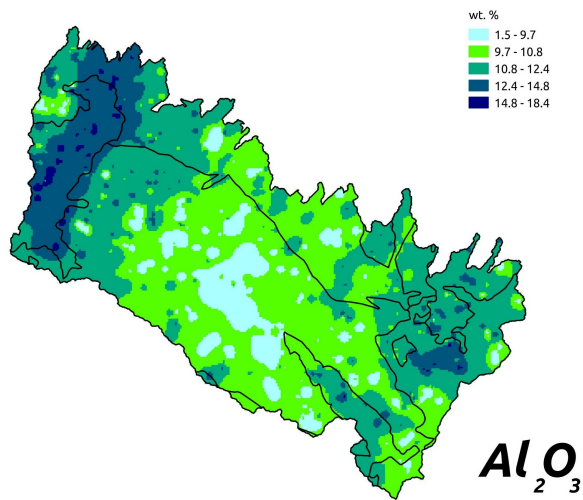 wt. %
1.5 - 9.7
9.7 - 10.8
10.8 - 12.4
12.4 - 14.8
14.8 - 18.4
Al₂O₃